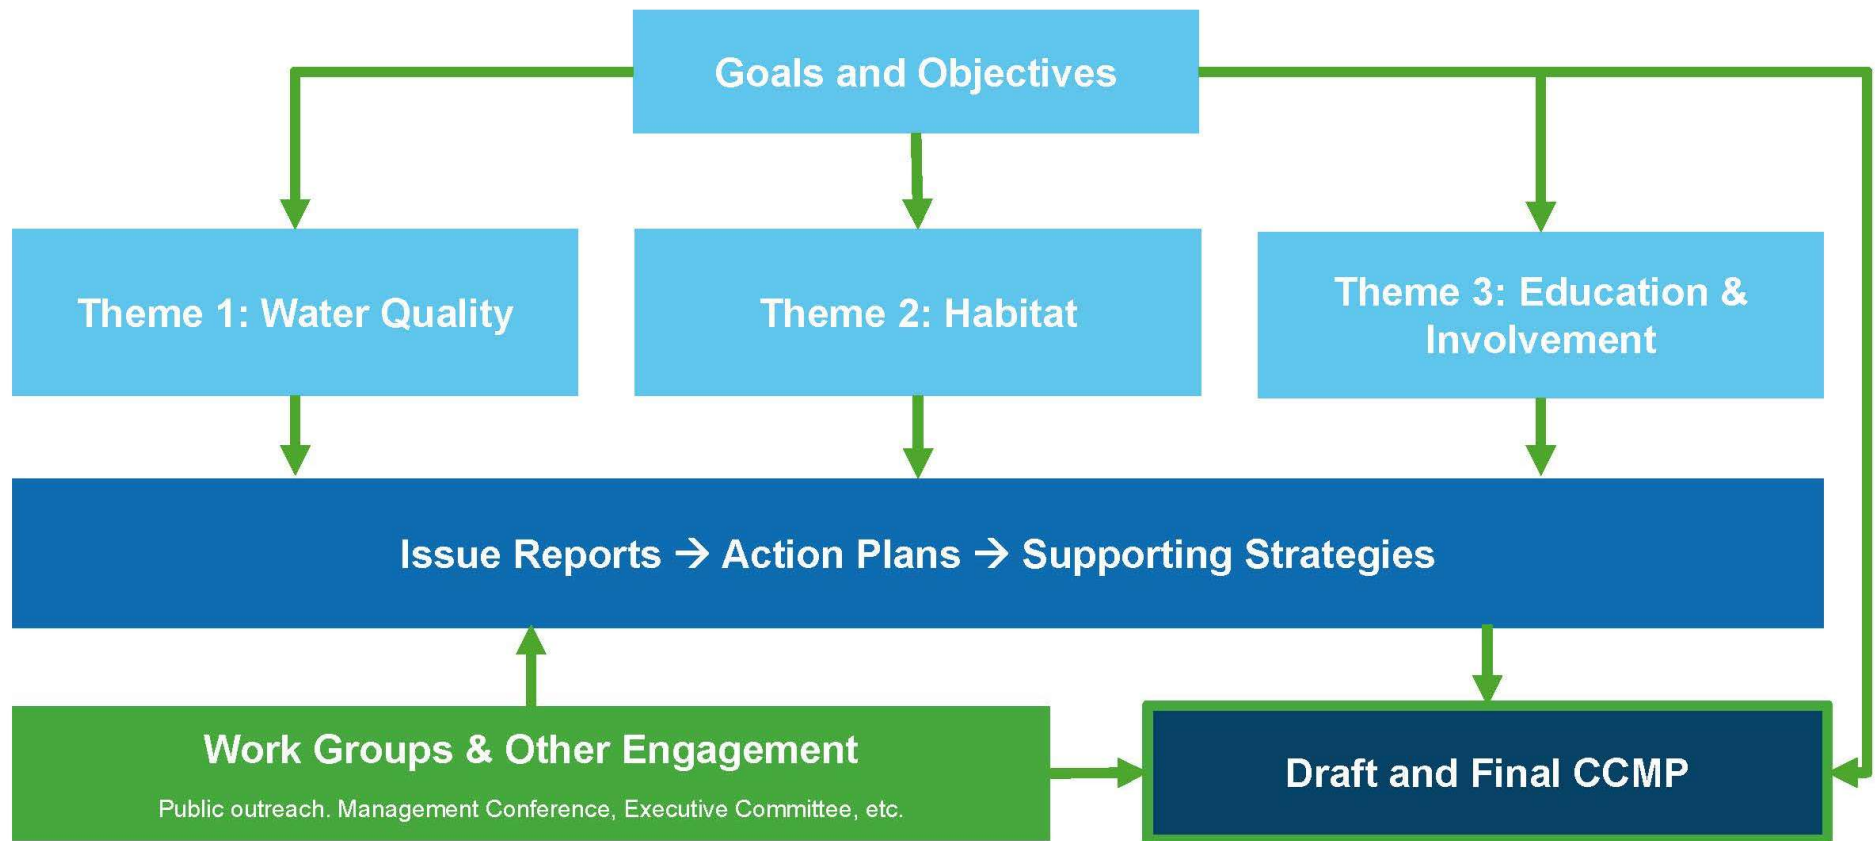 Goals and Objectives
Theme 1: Water Quality
Theme 2: Habitat
Theme 3: Education &
Involvement
Issue Reports → Action Plans → Supporting Strategies
Work Groups & Other Engagement
Public outreach. Management Conference, Executive Committee, etc.
Draft and Final CCMP